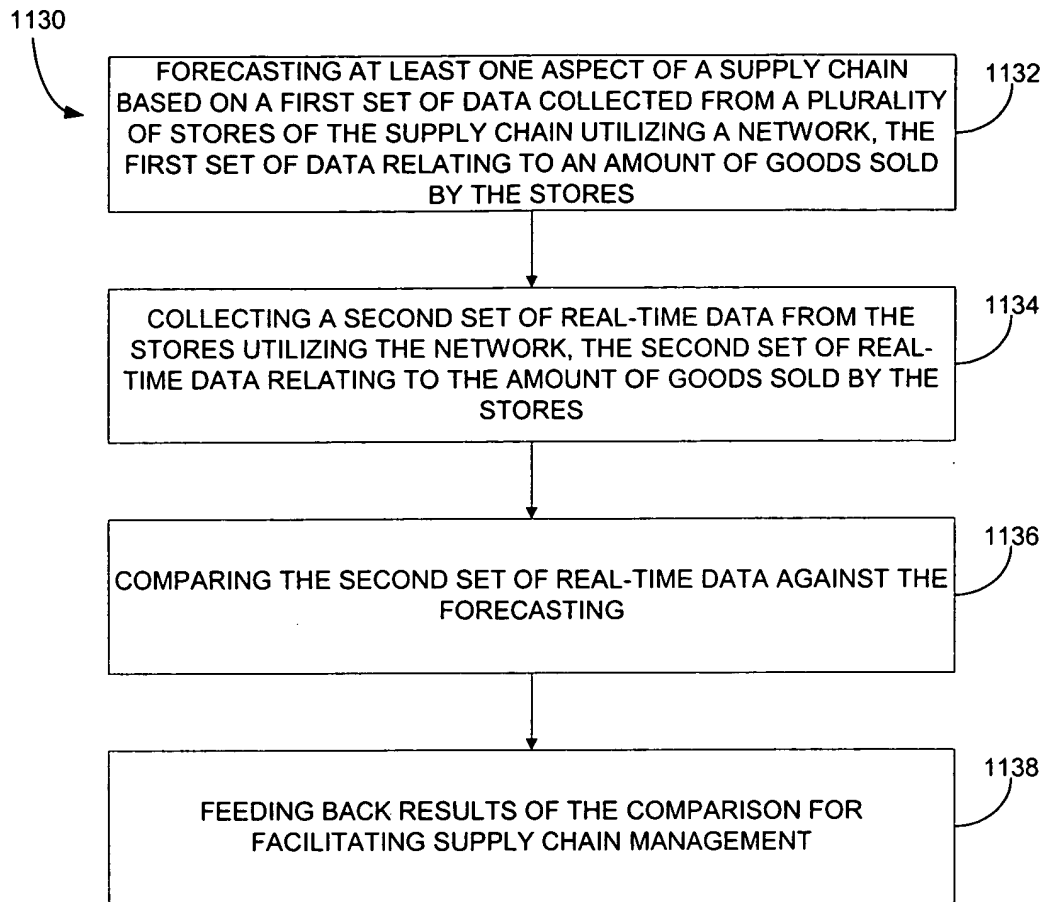 1130
FORECASTING AT LEAST ONE ASPECT OF A SUPPLY CHAIN
BASED ON A FIRST SET OF DATA COLLECTED FROM A PLURALITY
OF STORES OF THE SUPPLY CHAIN UTILIZING A NETWORK, THE
FIRST SET OF DATA RELATING TO AN AMOUNT OF GOODS SOLD
BY THE STORES
1132
COLLECTING A SECOND SET OF REAL-TIME DATA FROM THE
STORES UTILIZING THE NETWORK, THE SECOND SET OF REAL-
TIME DATA RELATING TO THE AMOUNT OF GOODS SOLD BY THE
STORES
1134
COMPARING THE SECOND SET OF REAL-TIME DATA AGAINST THE
FORECASTING
1136
FEEDING BACK RESULTS OF THE COMPARISON FOR
FACILITATING SUPPLY CHAIN MANAGEMENT
1138